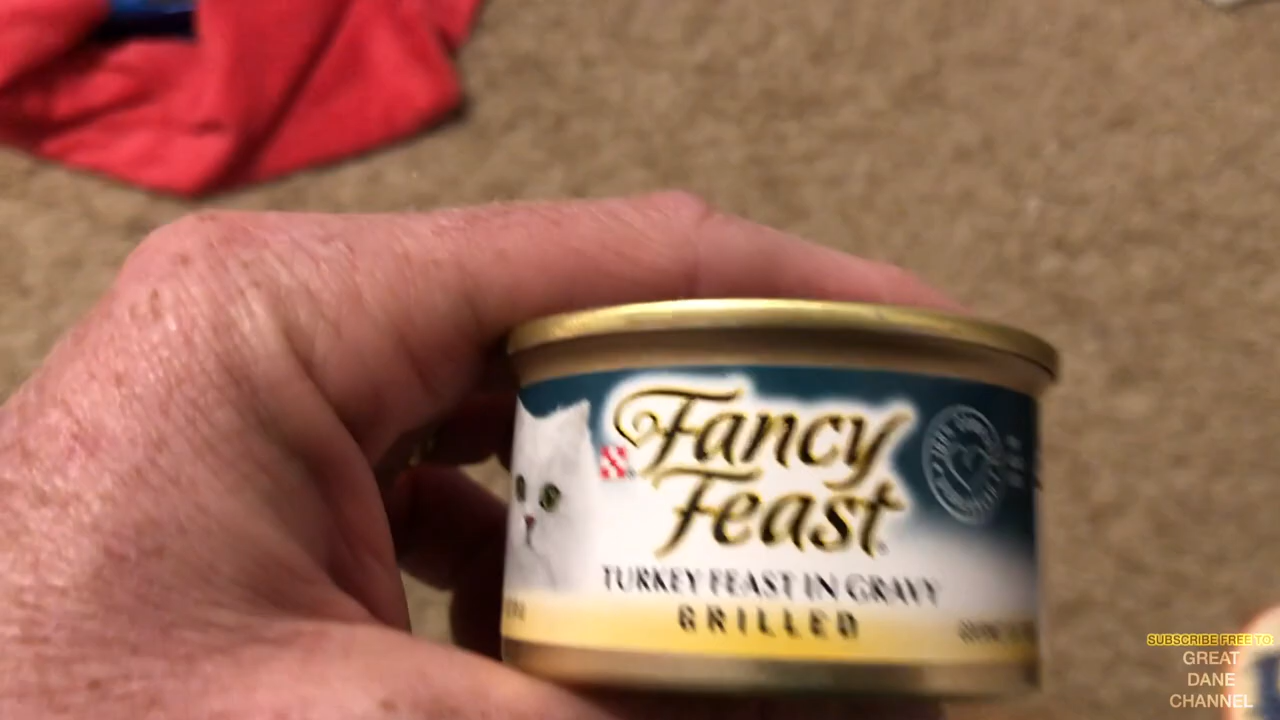 Fancy
Feast
TURKEY FEAST IN GRAVY
GRILLED
SUBSCRIBE FREE TO:
GREAT
DANE
CHANNEL